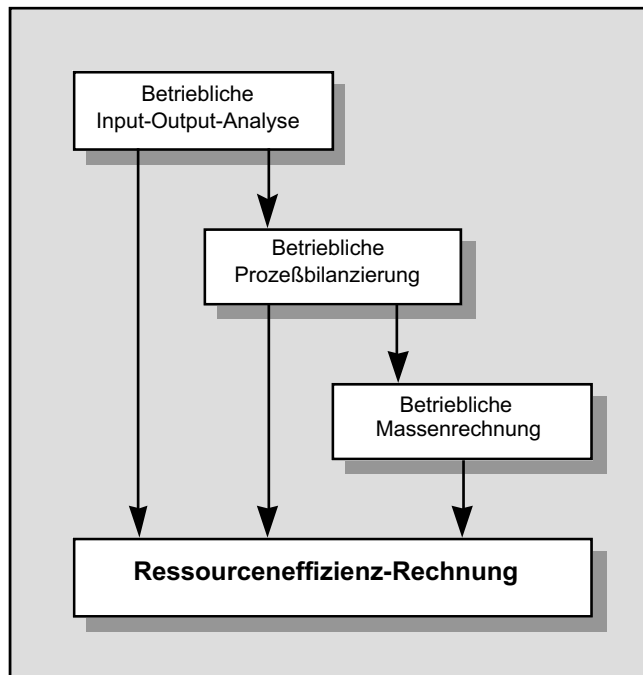 Betriebliche
Input-Output-Analyse
Betriebliche
Prozeßbilanzierung
Betriebliche
Massenrechnung
Ressourceneffizienz-Rechnung